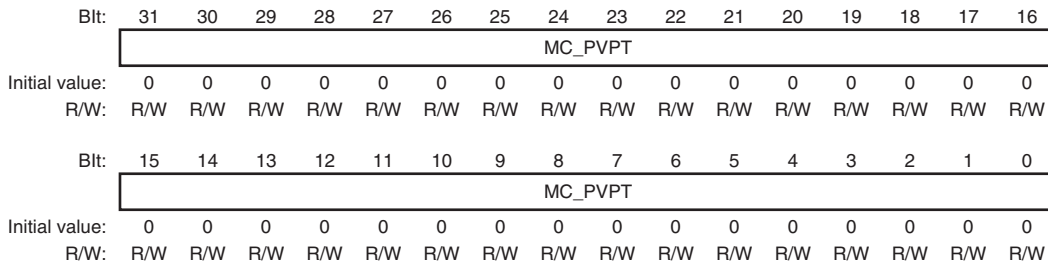 BIt: 31 30 29 28 27 26 25 24 23 22 21 20 19 18 17 16
MC_PVPT
Initial value: 0 0 0 0 0 0 0 0 0 0 0 0 0 0 0 0
R/W: R/W R/W R/W R/W R/W R/W R/W R/W R/W R/W R/W R/W R/W R/W R/W R/W
BIt: 15 14 13 12 11 10 9 8 7 6 5 4 3 2 1 0
MC_PVPT
Initial value: 0 0 0 0 0 0 0 0 0 0 0 0 0 0 0 0
R/W: R/W R/W R/W R/W R/W R/W R/W R/W R/W R/W R/W R/W R/W R/W R/W R/W